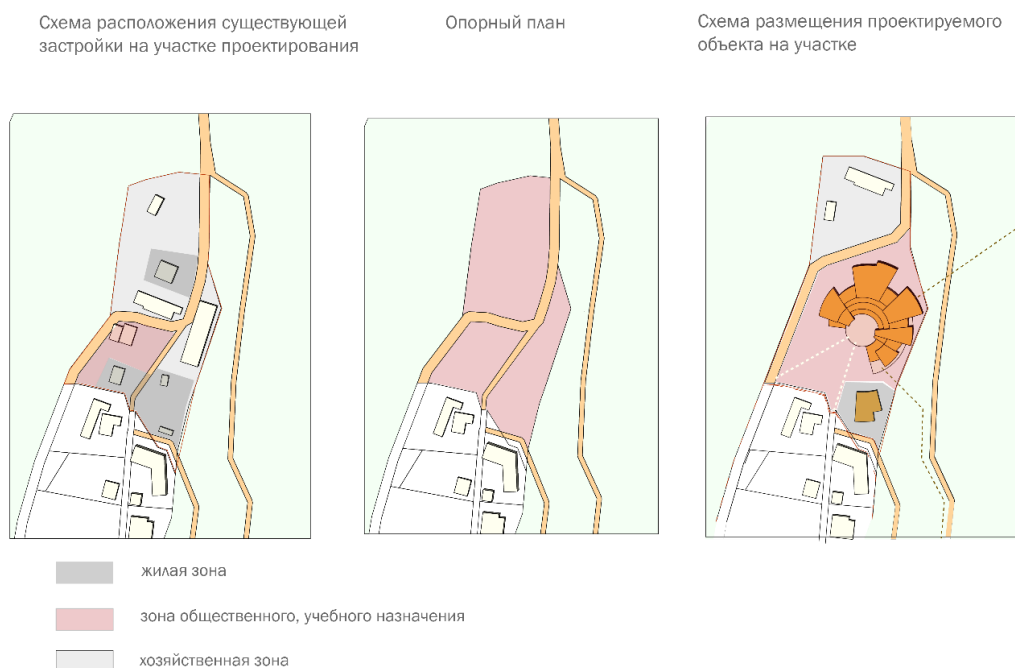 Схема расположения существующей
застройки на участке проектирования
Опорный план
Схема размещения проектируемого
объекта на участке
жилая зона
зона общественного, учебного назначения
хозяйственная зона